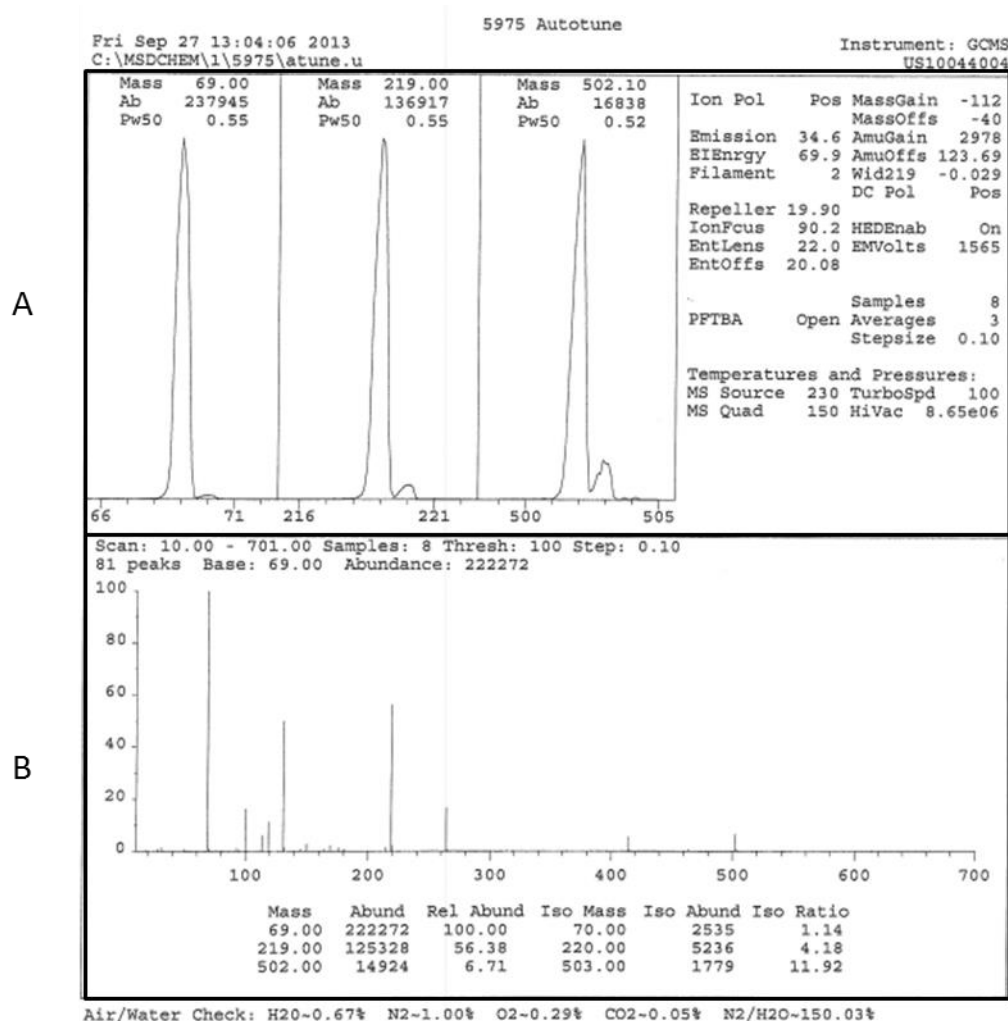 5975 Autotune
Fri Sep 27 13:04:06 2013 Instrument: GCMS
C:\MSDCHEM\1\5975\atune.u US10044004
A
Mass 69.00 Mass 219.00 Mass 502.10
Ab 237945 Ab 136917 Ab 16838
Pw50 0.55 Pw50 0.55 Pw50 0.52
66 71 216 221 500 505
Ion Pol Pos MassGain -112
MassOffs -40
Emission 34.6 AmuGain 2978
EIEnrgy 69.9 AmuOffs 123.69
Filament 2 Wid219 -0.029
DC Pol Pos
Repeller 19.90
IonFcus 90.2 HEDEnab On
EntLens 22.0 EMVolts 1565
EntOffs 20.08
Samples 8
PFTBA Open Averages 3
Stepsize 0.10
Temperatures and Pressures:
MS Source 230 TurboSpd 100
MS Quad 150 HiVac 8.65e06
B
Scan: 10.00 - 701.00 Samples: 8 Thresh: 100 Step: 0.10
81 peaks Base: 69.00 Abundance: 222272
100
80
60
40
20
0
100 200 300 400 500 600 700
Mass Abund Rel Abund Iso Mass Iso Abund Iso Ratio
69.00 222272 100.00 70.00 2535 1.14
219.00 125328 56.38 220.00 5236 4.18
502.00 14924 6.71 503.00 1779 11.92
Air/Water Check: H20~0.67% N2~1.00% O2~0.29% CO2~0.05% N2/H2O~150.03%